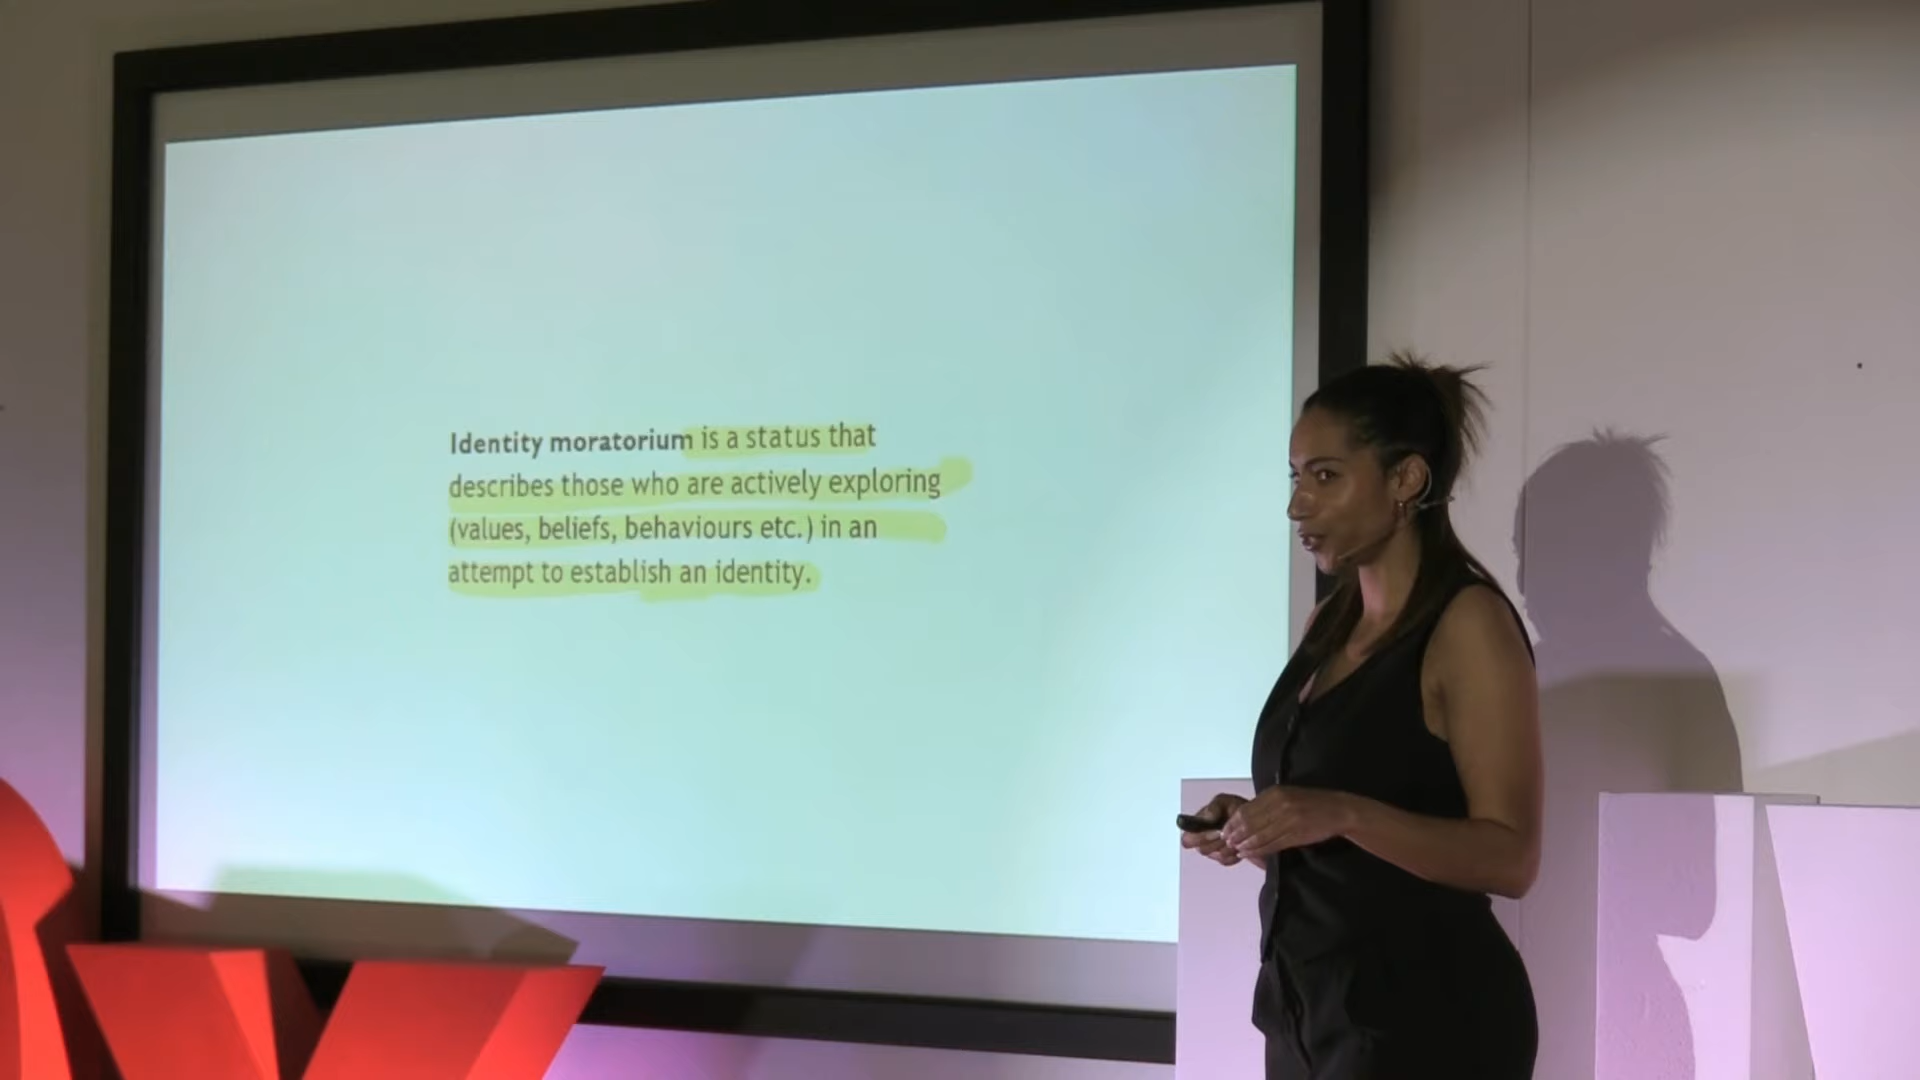 Identity moratorium is a status that
describes those who are actively exploring
(values, beliefs, behaviours etc.) in an
attempt to establish an identity.